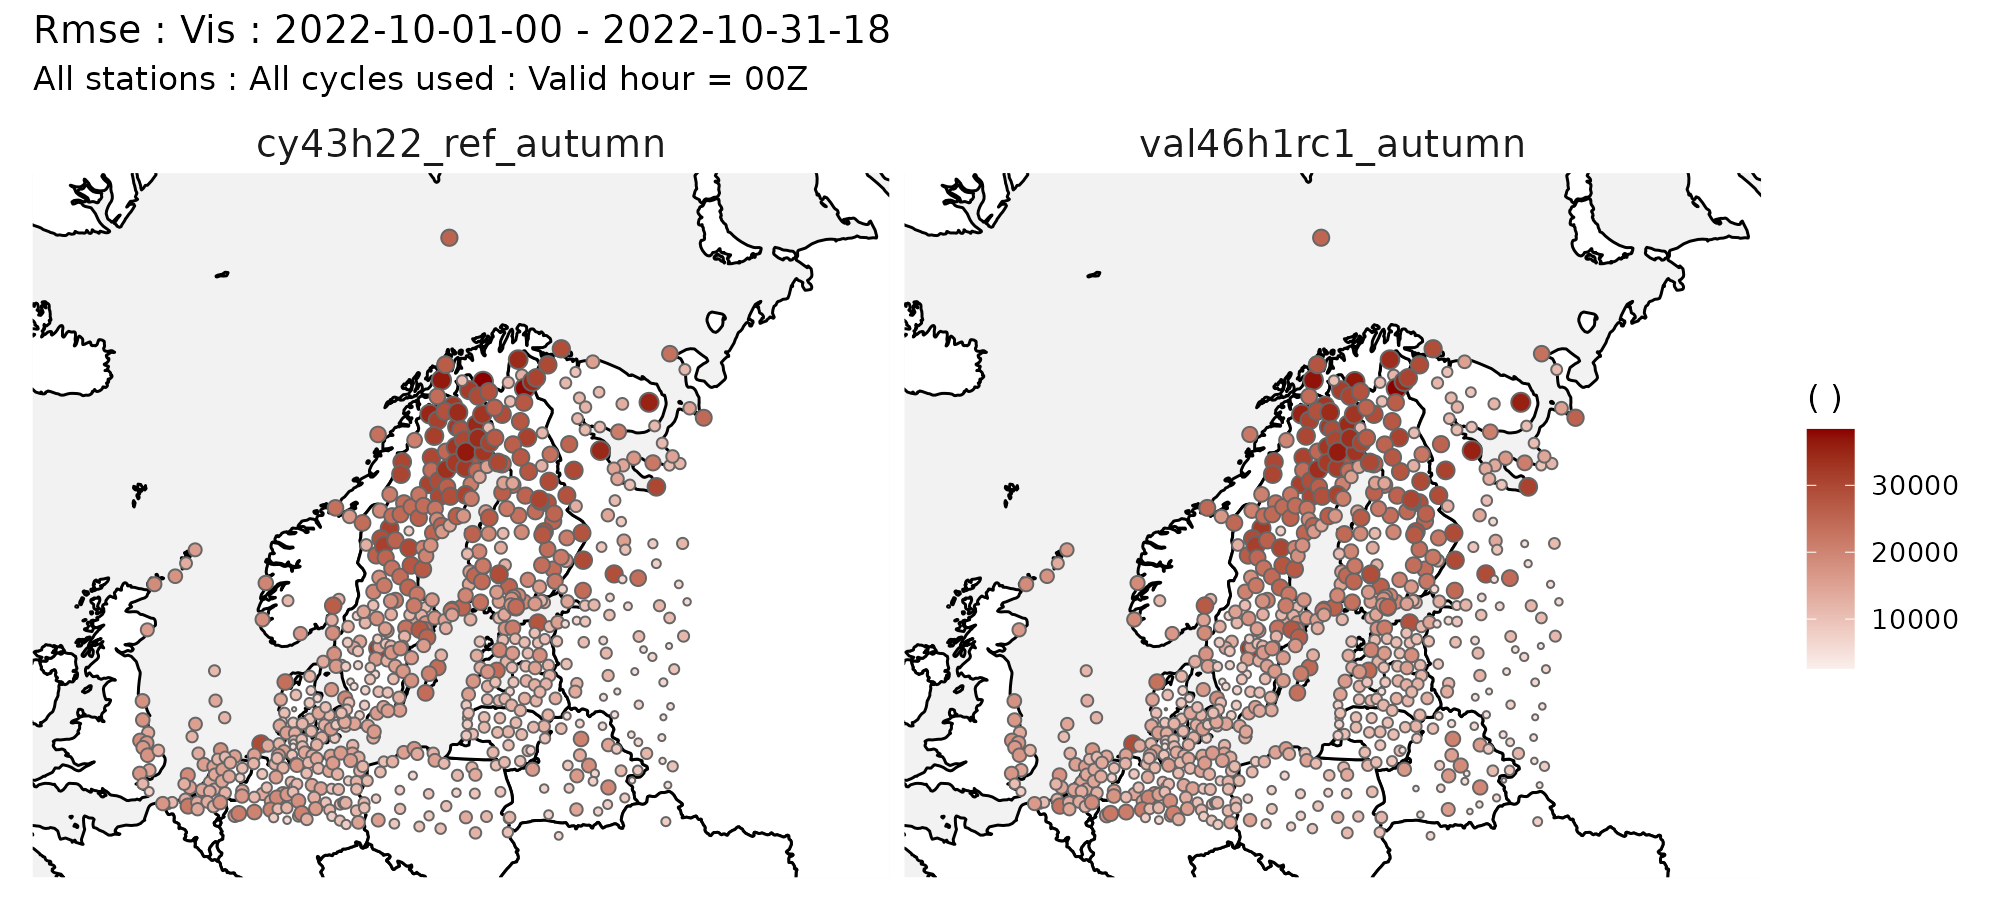 Rmse : Vis : 2022-10-01-00 - 2022-10-31-18
All stations : All cycles used : Valid hour = 00Z
cy43h22_ref_autumn
val46h1rc1_autumn
( )
30000
20000
10000